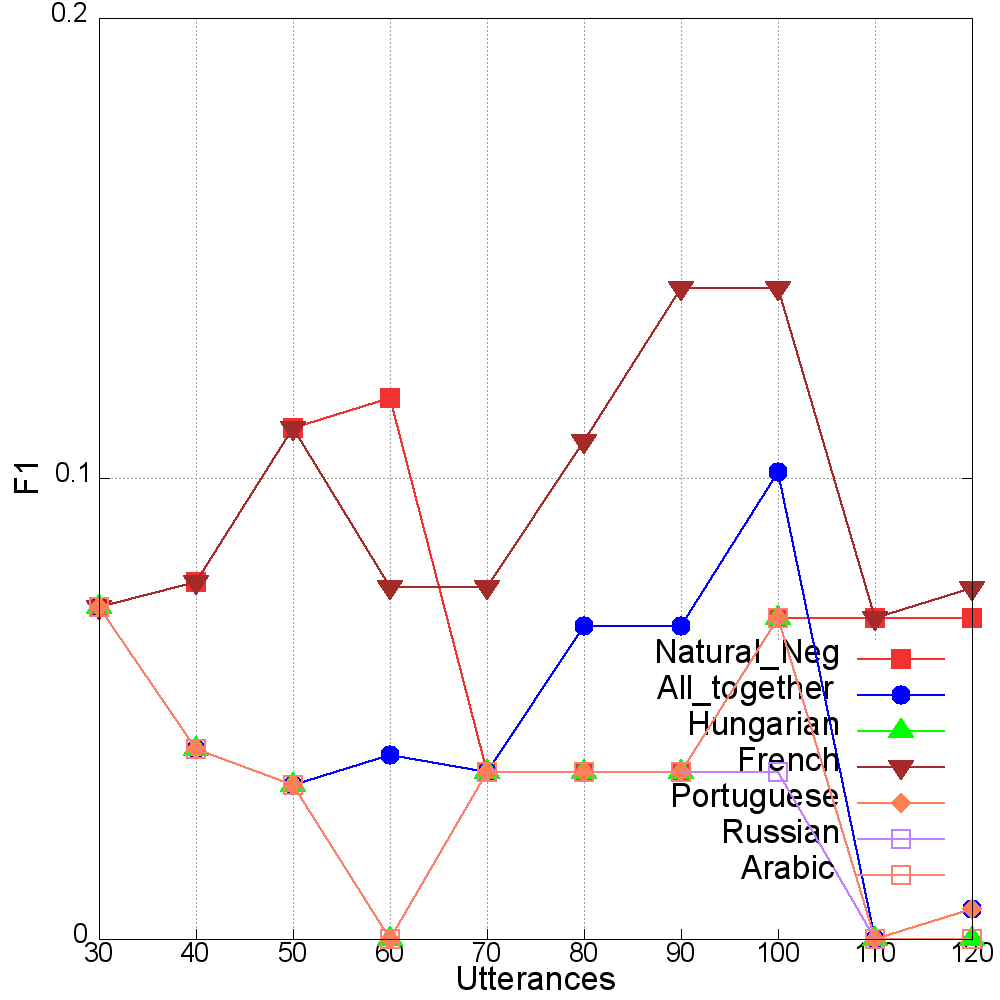 0.2
0.1
0
F1
30 40 50 60 70 80 90 100 110 120
Utterances
Natural_Neg
All_together
Hungarian
French
Portuguese
Russian
Arabic